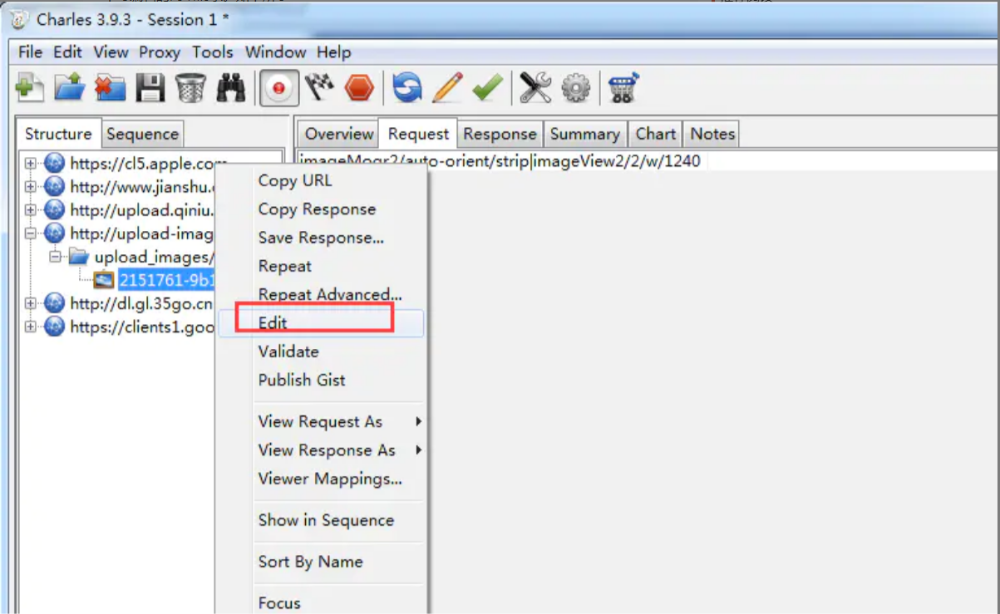 Charles 3.9.3 - Session 1 *
File Edit View Proxy Tools Window Help
Structure Sequence
Overview Request Response Summary Chart Notes
https://cl5.apple.com
imageMogr2/auto-orient/strip|imageView2/2/w/1240
http://www.jianshu.
http://upload.qiniu.
http://upload-imag
upload_images/
2151761-9b1
http://dl.gl.35go.cn
https://clients1.goo
Copy URL
Copy Response
Save Response...
Repeat
Repeat Advanced...
Edit
Validate
Publish Gist
View Request As
View Response As
Viewer Mappings...
Show in Sequence
Sort By Name
Focus